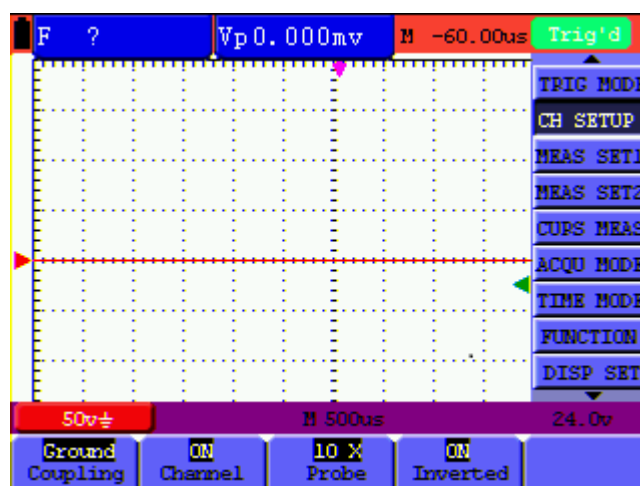 F ? Vp0.000mv M -60.00us Trig'd
TRIG MODE
CH SETUP
MEAS SET1
MEAS SET2
CURS MEAS
ACQU MODE
TIME MODE
FUNCTION
DISP SET
50v M 500us 24.0v
Ground ON 10 X ON
Coupling Channel Probe Inverted